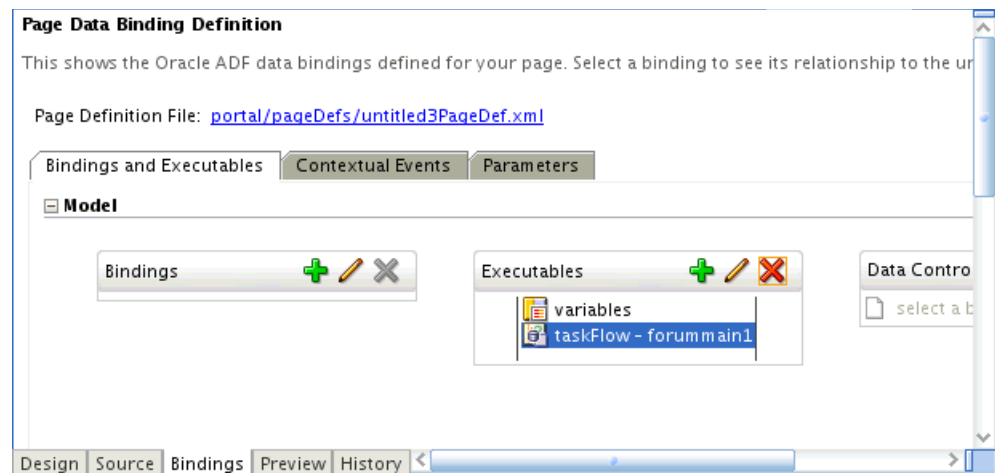 Page Data Binding Definition
This shows the Oracle ADF data bindings defined for your page. Select a binding to see its relationship to the ur
Page Definition File: portal/pageDefs/untitled3PageDef.xml
Bindings and Executables Contextual Events Parameters
Model
Bindings Executables Data Contro
variables select a b
taskFlow - forummain1
Design Source Bindings Preview History